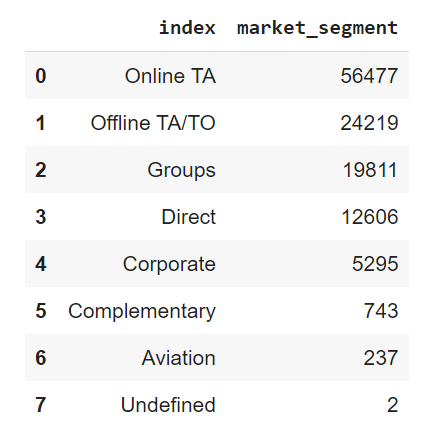 index market_segment
0 Online TA 56477
1 Offline TA/TO 24219
2 Groups 19811
3 Direct 12606
4 Corporate 5295
5 Complementary 743
6 Aviation 237
7 Undefined 2